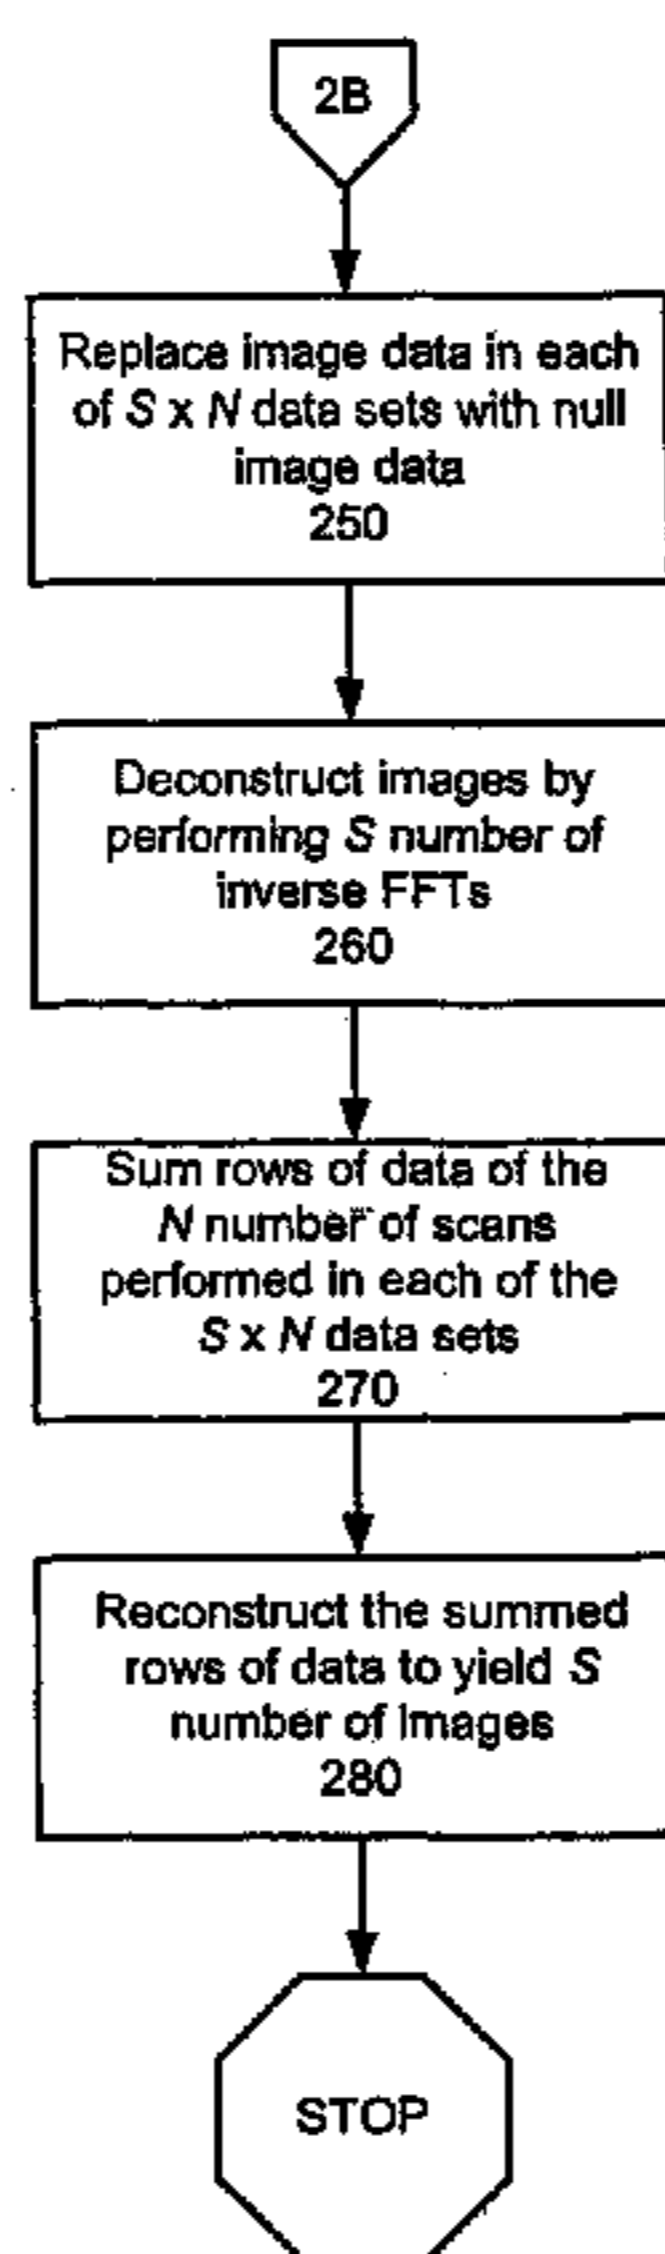 2B
Replace image data in each
of S x N data sets with null
image data
250
Deconstruct images by
performing S number of
inverse FFTs
260
Sum rows of data of the
N number of scans
performed in each of the
S x N data sets
270
Reconstruct the summed
rows of data to yield S
number of images
280
STOP